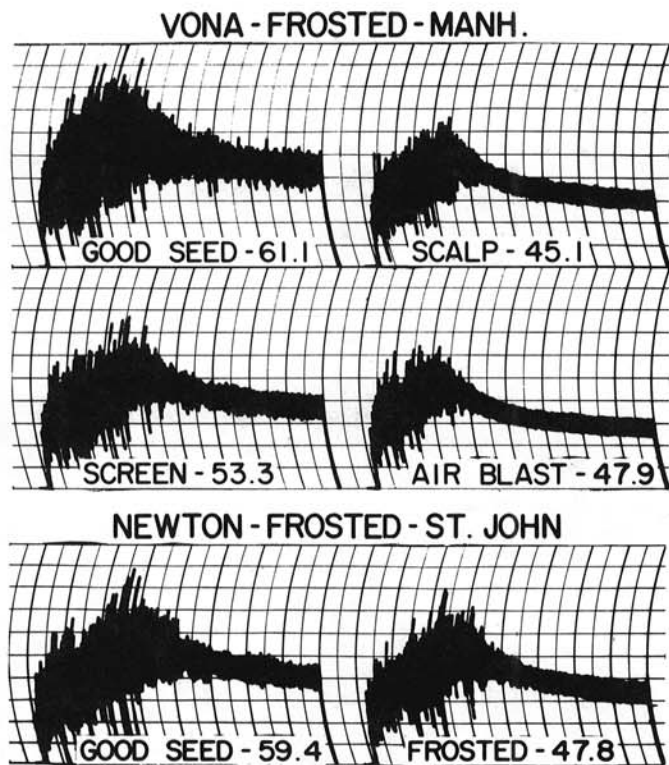 VONA - FROSTED - MANH.
GOOD SEED - 61.1
SCALP - 45.1
SCREEN - 53.3
AIR BLAST - 47.9
NEWTON - FROSTED - ST. JOHN
GOOD SEED - 59.4
FROSTED - 47.8